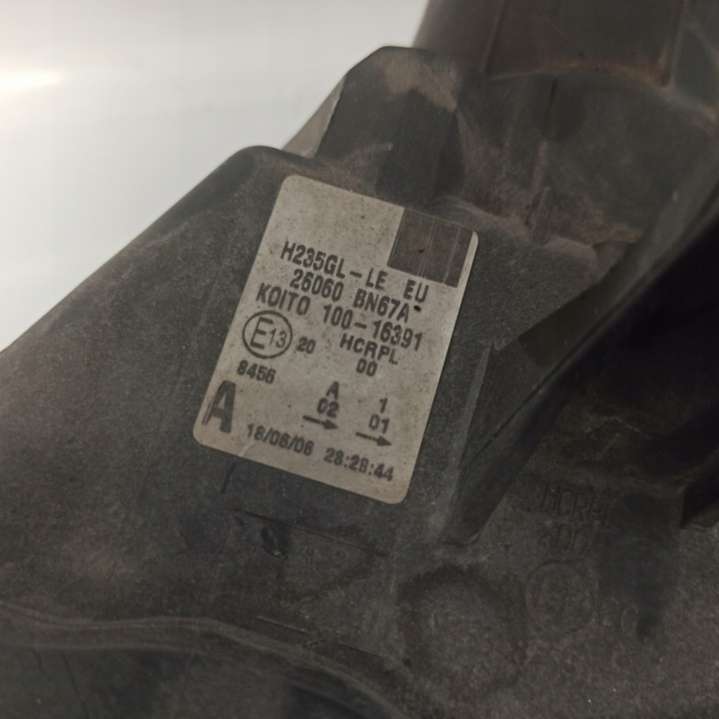 H235GL-LE EU
26060 BN67A
KOITO 100-16391
E13 20 HCRPL
00
8456
A 1
02 01
A
18/06/06 28:28:44
HCRPL